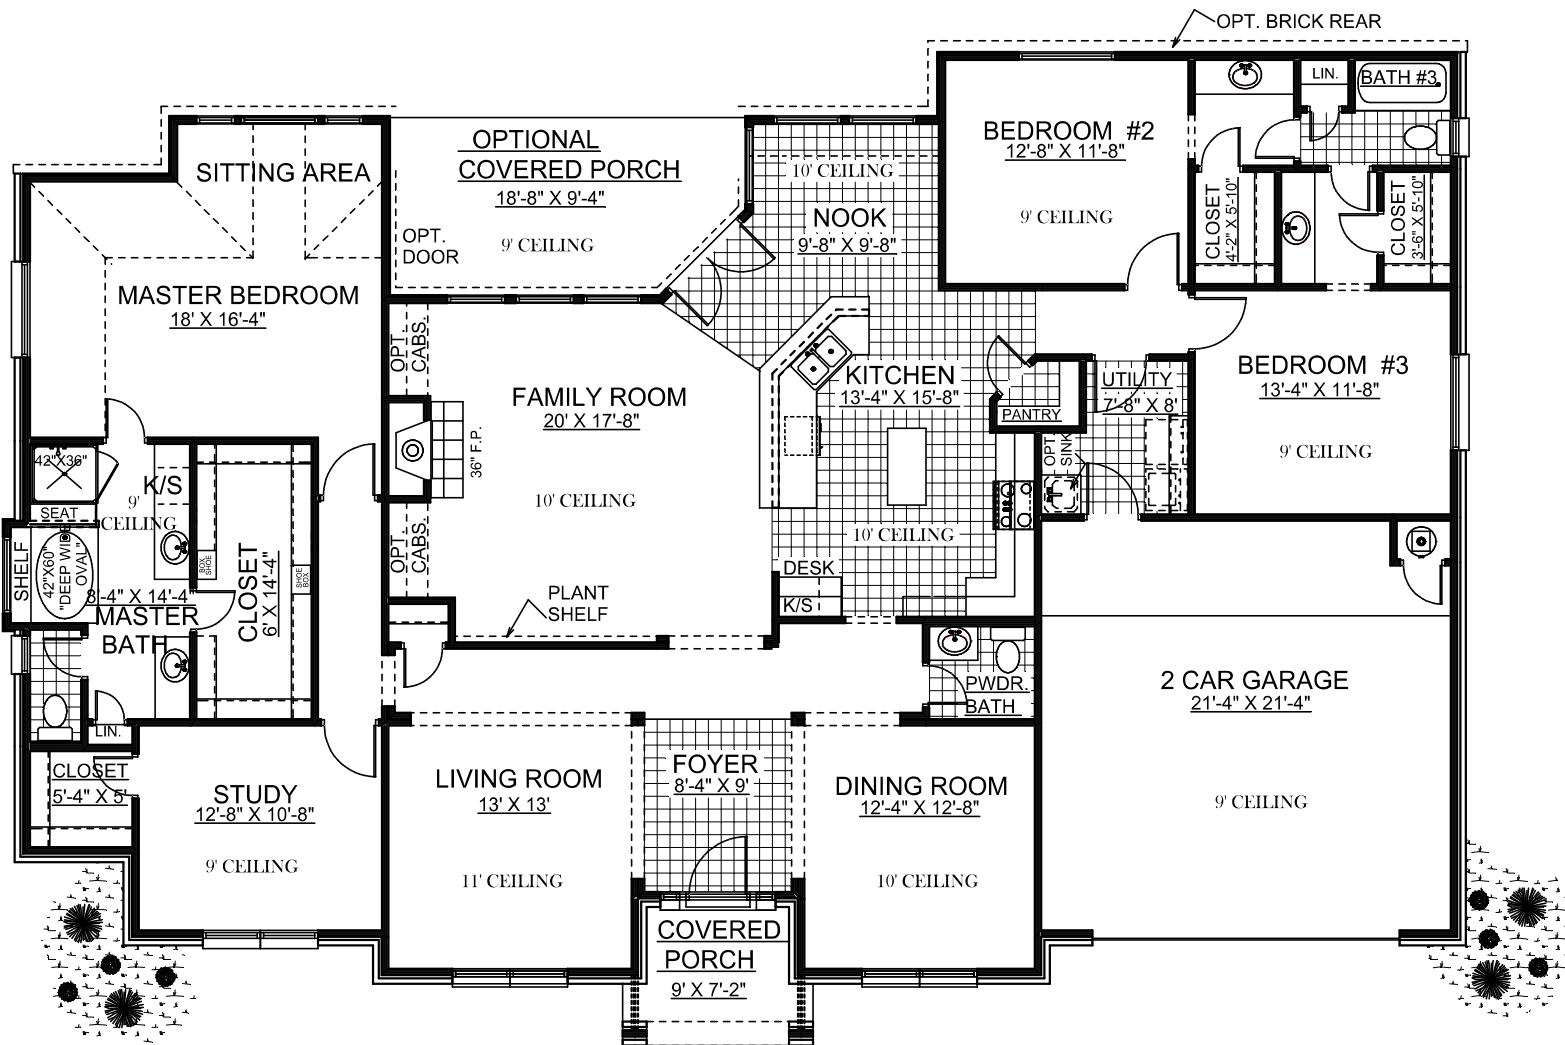 OPT. BRICK REAR
LIN.
BATH #3
OPTIONAL
COVERED PORCH
18'-8" X 9'-4"
9' CEILING
OPT.
DOOR
SITTING AREA
MASTER BEDROOM
18' X 16'-4"
10' CEILING
NOOK
9'-8" X 9'-8"
BEDROOM #2
12'-8" X 11'-8"
9' CEILING
CLOSET
4'-2" X 5'-10"
CLOSET
3'-6" X 5'-10"
OPT.
CABS.
FAMILY ROOM
20' X 17'-8"
36" F.P.
10' CEILING
OPT.
CABS.
PLANT
SHELF
KITCHEN
13'-4" X 15'-8"
10' CEILING
DESK
K/S
PANTRY
UTILITY
7'-8" X 8'
OPT.
SINK
BEDROOM #3
13'-4" X 11'-8"
9' CEILING
42"X36"
SEAT
K/S
9'
CEILING
SHELF
42"X60"
"DEEP WIDE
OVAL"
8'-4" X 14'-4"
MASTER
BATH
BOX
SHOE
SHOE
BOX
CLOSET
6' X 14'-4"
LIN.
CLOSET
5'-4" X 5'
STUDY
12'-8" X 10'-8"
9' CEILING
LIVING ROOM
13' X 13'
11' CEILING
FOYER
8'-4" X 9'
DINING ROOM
12'-4" X 12'-8"
10' CEILING
PWDR.
BATH
2 CAR GARAGE
21'-4" X 21'-4"
9' CEILING
COVERED
PORCH
9' X 7'-2"